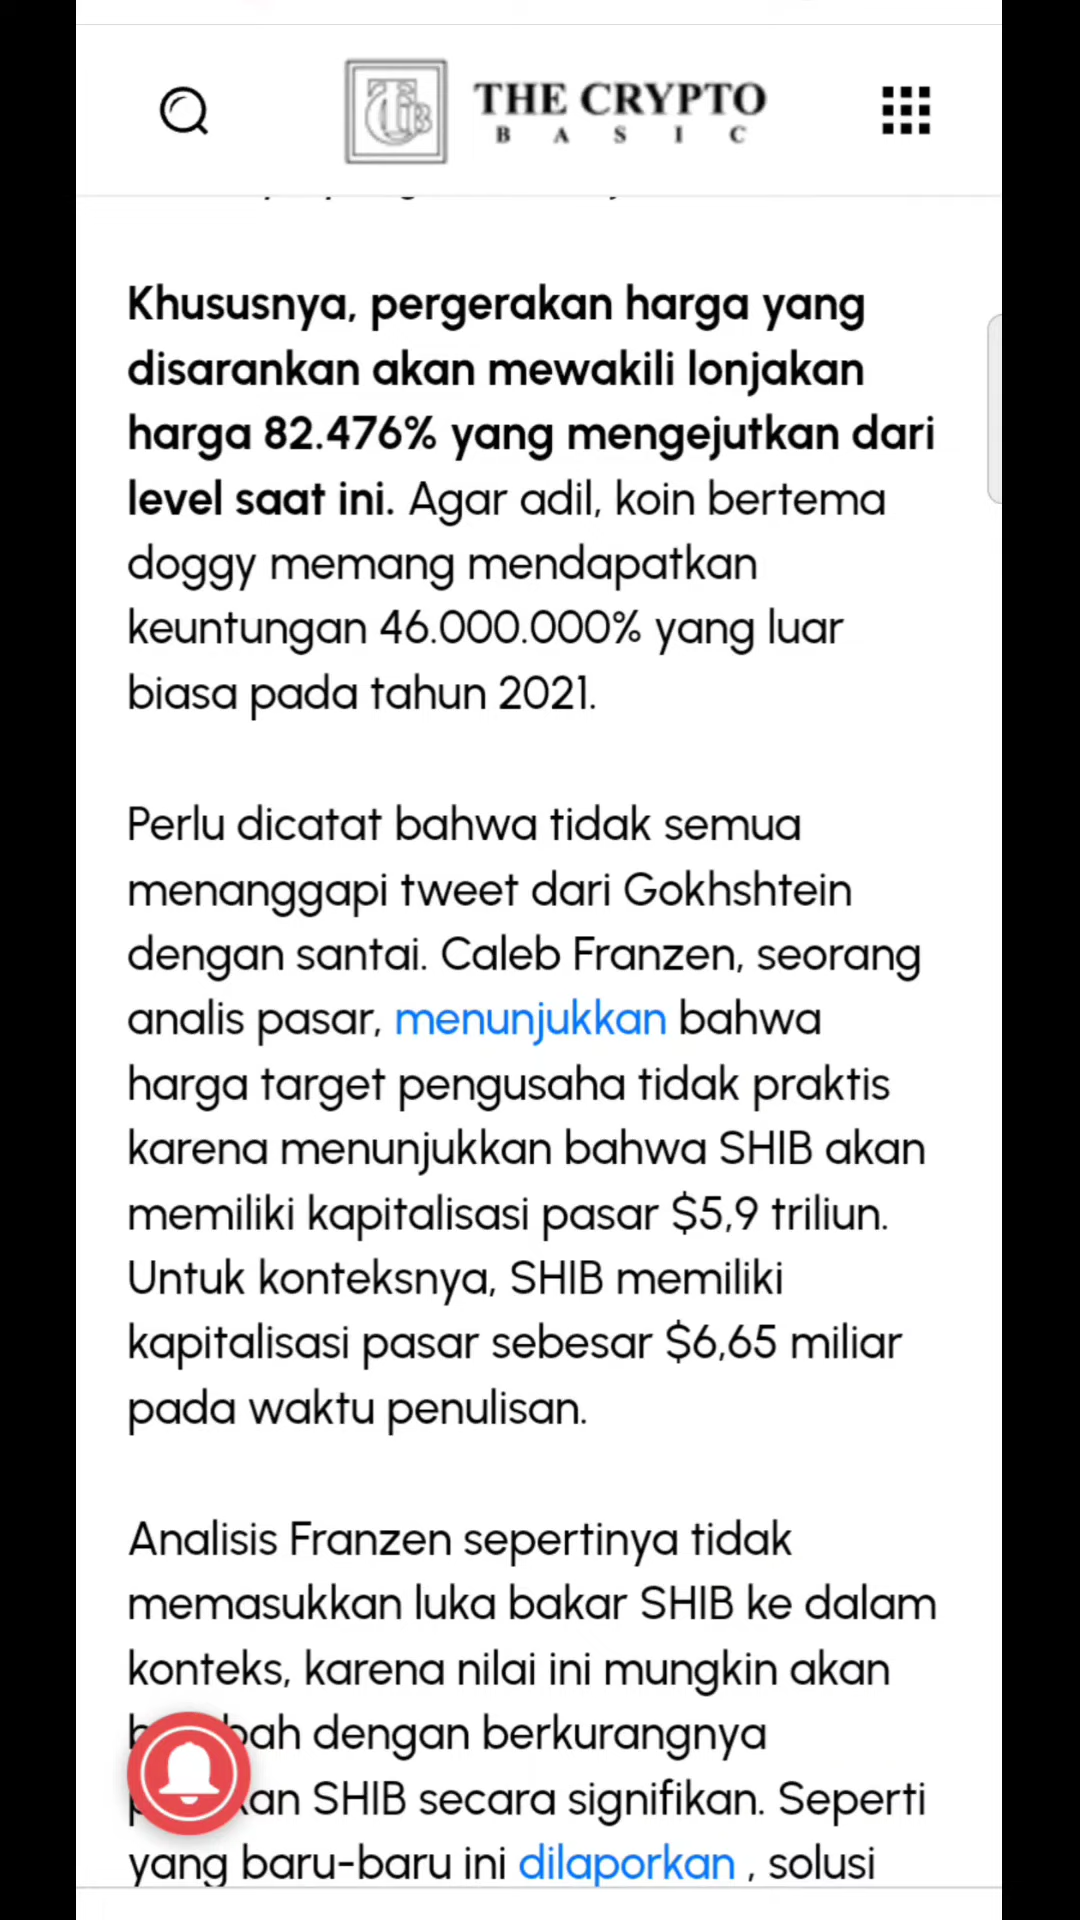 THE CRYPTO
BASIC
Khususnya, pergerakan harga yang
disarankan akan mewakili lonjakan
harga 82.476% yang mengejutkan dari
level saat ini. Agar adil, koin bertema
doggy memang mendapatkan
keuntungan 46.000.000% yang luar
biasa pada tahun 2021.
Perlu dicatat bahwa tidak semua
menanggapi tweet dari Gokhshtein
dengan santai. Caleb Franzen, seorang
analis pasar, menunjukkan bahwa
harga target pengusaha tidak praktis
karena menunjukkan bahwa SHIB akan
memiliki kapitalisasi pasar $5,9 triliun.
Untuk konteksnya, SHIB memiliki
kapitalisasi pasar sebesar $6,65 miliar
pada waktu penulisan.
Analisis Franzen sepertinya tidak
memasukkan luka bakar SHIB ke dalam
konteks, karena nilai ini mungkin akan
dengan berkurangnya
SHIB secara signifikan. Seperti
yang baru-baru ini dilaporkan , solusi